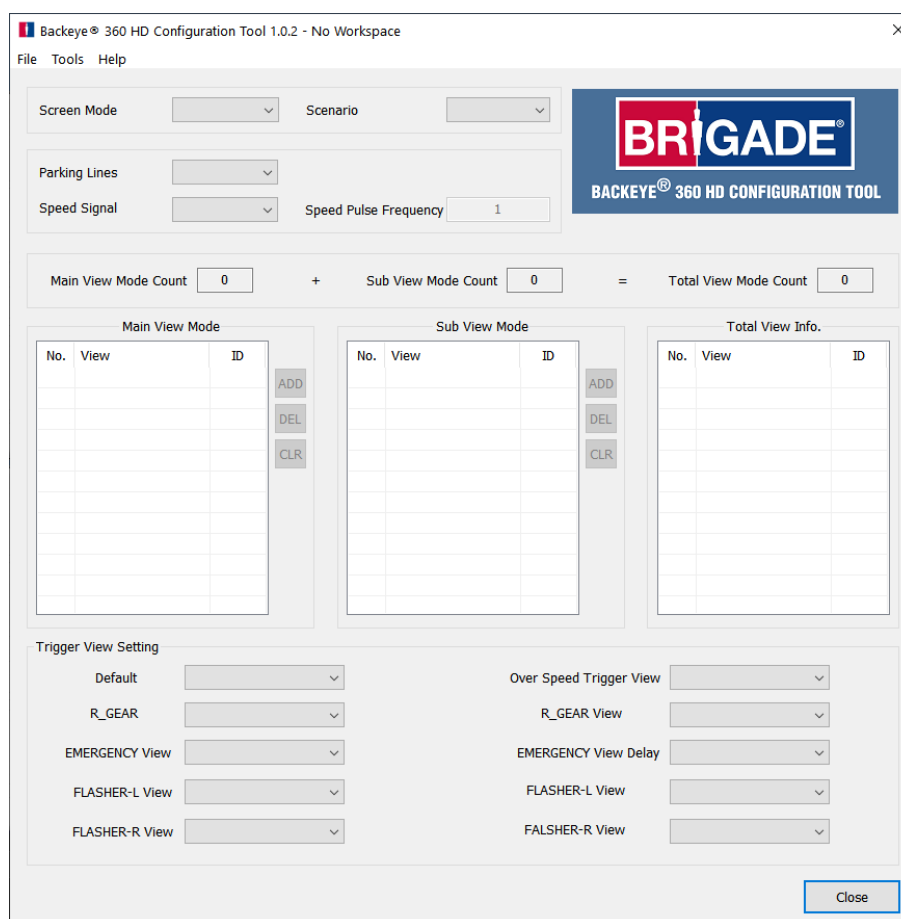 Backeye® 360 HD Configuration Tool 1.0.2 - No Workspace
File Tools Help
Screen Mode Scenario
BRIGADE®
BACKEYE® 360 HD CONFIGURATION TOOL
Parking Lines
Speed Signal Speed Pulse Frequency 1
Main View Mode Count 0 + Sub View Mode Count 0 = Total View Mode Count 0
Main View Mode Sub View Mode Total View Info.
No. View ID No. View ID No. View ID
ADD ADD
DEL DEL
CLR CLR
Trigger View Setting
Default Over Speed Trigger View
R_GEAR R_GEAR View
EMERGENCY View EMERGENCY View Delay
FLASHER-L View FLASHER-L View
FLASHER-R View FALSHER-R View
Close